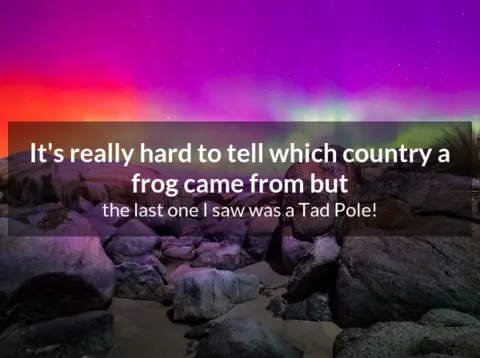 It's really hard to tell which country a
frog came from but
the last one I saw was a Tad Pole!